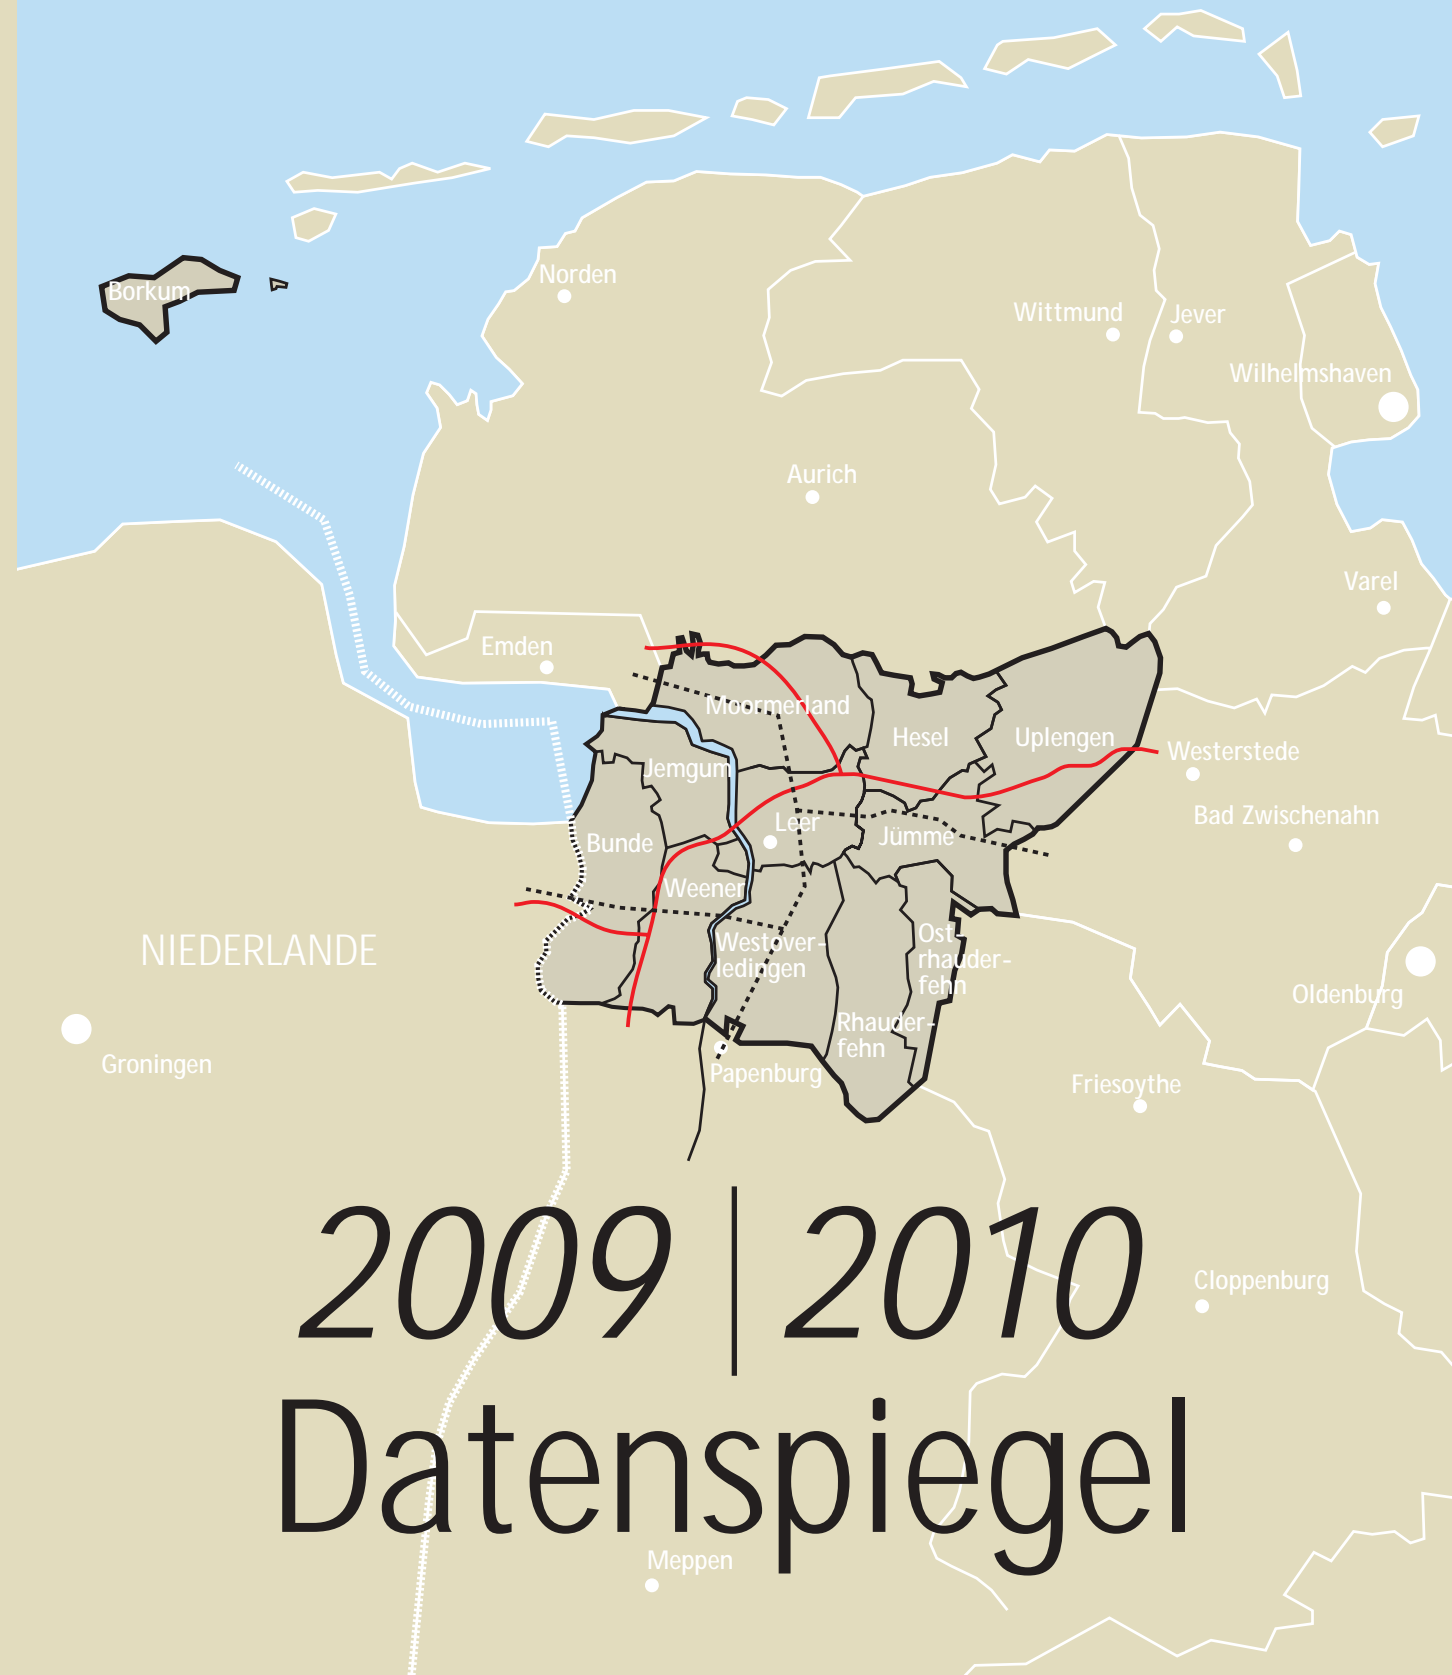 Norden
Borkum
Wittmund
Jever
Wilhelmshaven
Aurich
Varel
Emden
Moormerland
Hesel
Uplengen
Westerstede
Jemgum
Leer
Bad Zwischenahn
Bunde
Jümme
Weener
NIEDERLANDE
Westover-
ledingen
Ost-
rhauder-
fehn
Oldenburg
Rhauder-
fehn
Groningen
Papenburg
Friesoythe
2009 | 2010
Cloppenburg
Datenspiegel
Meppen